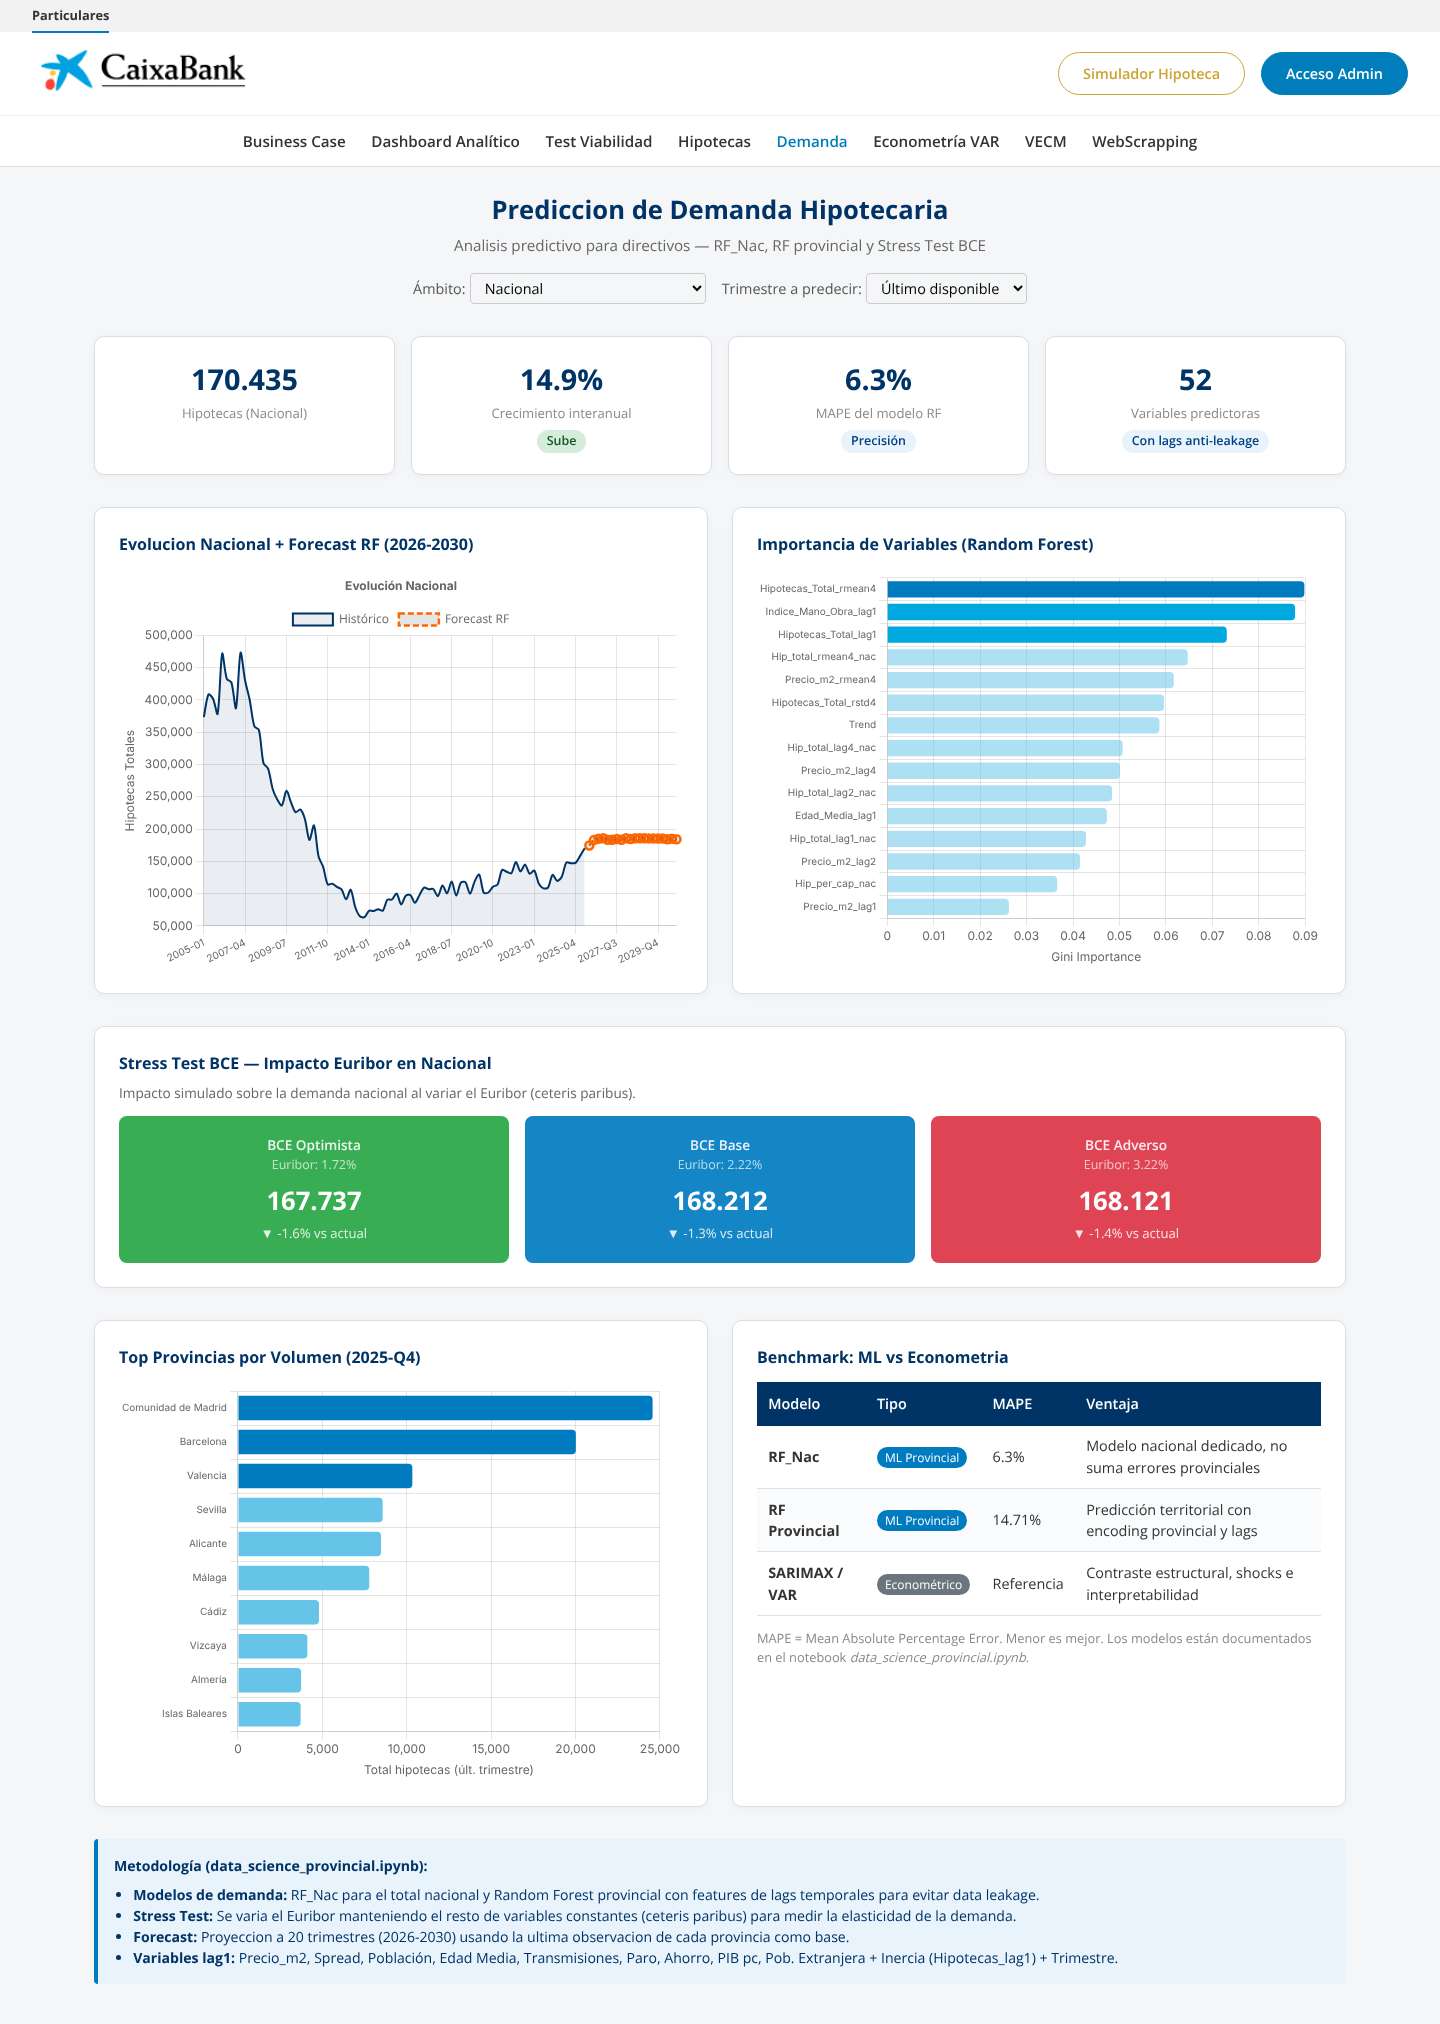 Particulares
CaixaBank
Simulador Hipoteca
Acceso Admin
Business Case
Dashboard Analítico
Test Viabilidad
Hipotecas
Demanda
Econometría VAR
VECM
WebScrapping
Prediccion de Demanda Hipotecaria
Analisis predictivo para directivos — RF_Nac, RF provincial y Stress Test BCE
Ámbito: Nacional
Trimestre a predecir: Último disponible
170.435
Hipotecas (Nacional)
14.9%
Crecimiento interanual
Sube
6.3%
MAPE del modelo RF
Precisión
52
Variables predictoras
Con lags anti-leakage
Evolucion Nacional + Forecast RF (2026-2030)
Evolución Nacional
Histórico
Forecast RF
Hipotecas Totales
500,000
450,000
400,000
350,000
300,000
250,000
200,000
150,000
100,000
50,000
2005-01
2007-04
2009-07
2011-10
2014-01
2016-04
2018-07
2020-10
2023-01
2025-04
2027-Q3
2029-Q4
Importancia de Variables (Random Forest)
Hipotecas_Total_rmean4
Indice_Mano_Obra_lag1
Hipotecas_Total_lag1
Hip_total_rmean4_nac
Precio_m2_rmean4
Hipotecas_Total_rstd4
Trend
Hip_total_lag4_nac
Precio_m2_lag4
Hip_total_lag2_nac
Edad_Media_lag1
Hip_total_lag1_nac
Precio_m2_lag2
Hip_per_cap_nac
Precio_m2_lag1
0
0.01
0.02
0.03
0.04
0.05
0.06
0.07
0.08
0.09
Gini Importance
Stress Test BCE — Impacto Euribor en Nacional
Impacto simulado sobre la demanda nacional al variar el Euribor (ceteris paribus).
BCE Optimista
Euribor: 1.72%
167.737
▼ -1.6% vs actual
BCE Base
Euribor: 2.22%
168.212
▼ -1.3% vs actual
BCE Adverso
Euribor: 3.22%
168.121
▼ -1.4% vs actual
Top Provincias por Volumen (2025-Q4)
Comunidad de Madrid
Barcelona
Valencia
Sevilla
Alicante
Málaga
Cádiz
Vizcaya
Almería
Islas Baleares
0
5,000
10,000
15,000
20,000
25,000
Total hipotecas (últ. trimestre)
Benchmark: ML vs Econometria
Modelo
Tipo
MAPE
Ventaja
RF_Nac
ML Provincial
6.3%
Modelo nacional dedicado, no
suma errores provinciales
RF
Provincial
ML Provincial
14.71%
Predicción territorial con
encoding provincial y lags
SARIMAX /
VAR
Econométrico
Referencia
Contraste estructural, shocks e
interpretabilidad
MAPE = Mean Absolute Percentage Error. Menor es mejor. Los modelos están documentados
en el notebook data_science_provincial.ipynb.
Metodología (data_science_provincial.ipynb):
• Modelos de demanda: RF_Nac para el total nacional y Random Forest provincial con features de lags temporales para evitar data leakage.
• Stress Test: Se varia el Euribor manteniendo el resto de variables constantes (ceteris paribus) para medir la elasticidad de la demanda.
• Forecast: Proyeccion a 20 trimestres (2026-2030) usando la ultima observacion de cada provincia como base.
• Variables lag1: Precio_m2, Spread, Población, Edad Media, Transmisiones, Paro, Ahorro, PIB pc, Pob. Extranjera + Inercia (Hipotecas_lag1) + Trimestre.